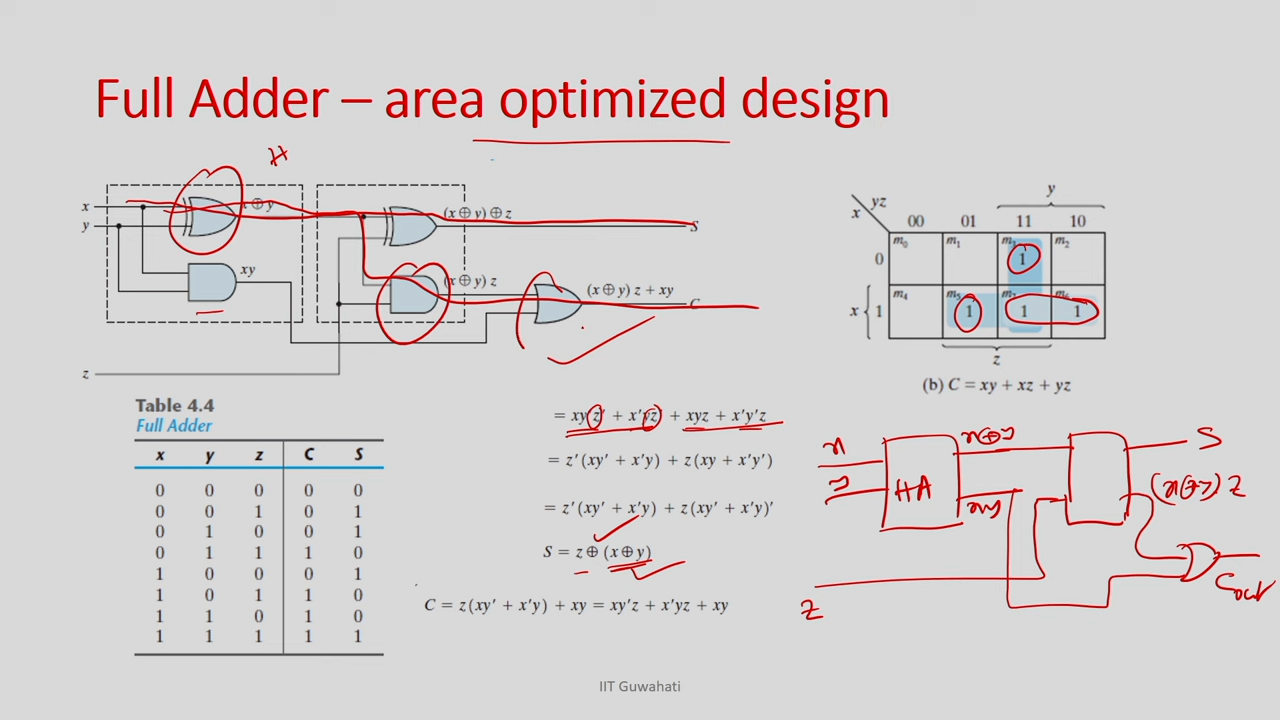 Full Adder – area optimized design
H
x
y
x ⊕ y
xy
(x ⊕ y) ⊕ z
S
(x ⊕ y) z
(x ⊕ y) z + xy
C
z
y
yz
x
00 01 11 10
m0 m1 m3 m2
0 1
m4 m5 m7 m6
x 1 1 1 1
z
(b) C = xy + xz + yz
Table 4.4
Full Adder
x y z C S
0 0 0 0 0
0 0 1 0 1
0 1 0 0 1
0 1 1 1 0
1 0 0 0 1
1 0 1 1 0
1 1 0 1 0
1 1 1 1 1
= xyz' + x'yz' + xyz + x'y'z
= z'(xy' + x'y) + z(xy + x'y')
= z'(xy' + x'y) + z(xy' + x'y)'
S = z ⊕ (x ⊕ y)
C = z(xy' + x'y) + xy = xy'z + x'yz + xy
x
y
HA
x⊕y
xy
S
(x⊕y) z
z
Cout
IIT Guwahati